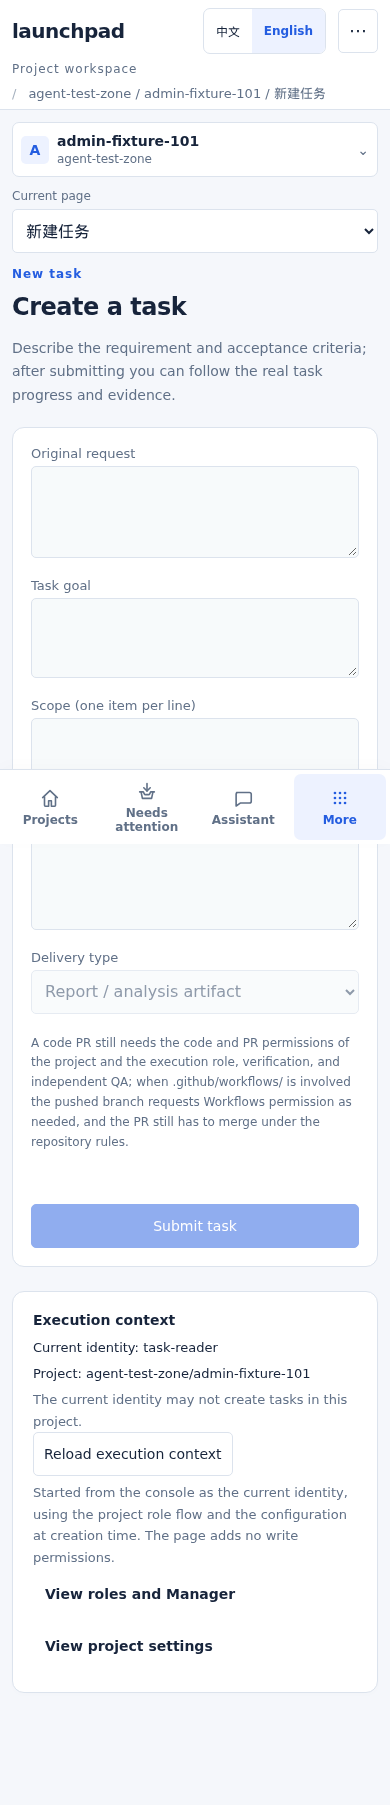 launchpad
中文
English
Project workspace
/ agent-test-zone / admin-fixture-101 / 新建任务
A
admin-fixture-101
agent-test-zone
Current page
新建任务
New task
Create a task
Describe the requirement and acceptance criteria;
after submitting you can follow the real task
progress and evidence.
Original request
Task goal
Scope (one item per line)
Projects
Needs
attention
Assistant
More
Delivery type
Report / analysis artifact
A code PR still needs the code and PR permissions of
the project and the execution role, verification, and
independent QA; when .github/workflows/ is involved
the pushed branch requests Workflows permission as
needed, and the PR still has to merge under the
repository rules.
Submit task
Execution context
Current identity: task-reader
Project: agent-test-zone/admin-fixture-101
The current identity may not create tasks in this
project.
Reload execution context
Started from the console as the current identity,
using the project role flow and the configuration
at creation time. The page adds no write
permissions.
View roles and Manager
View project settings